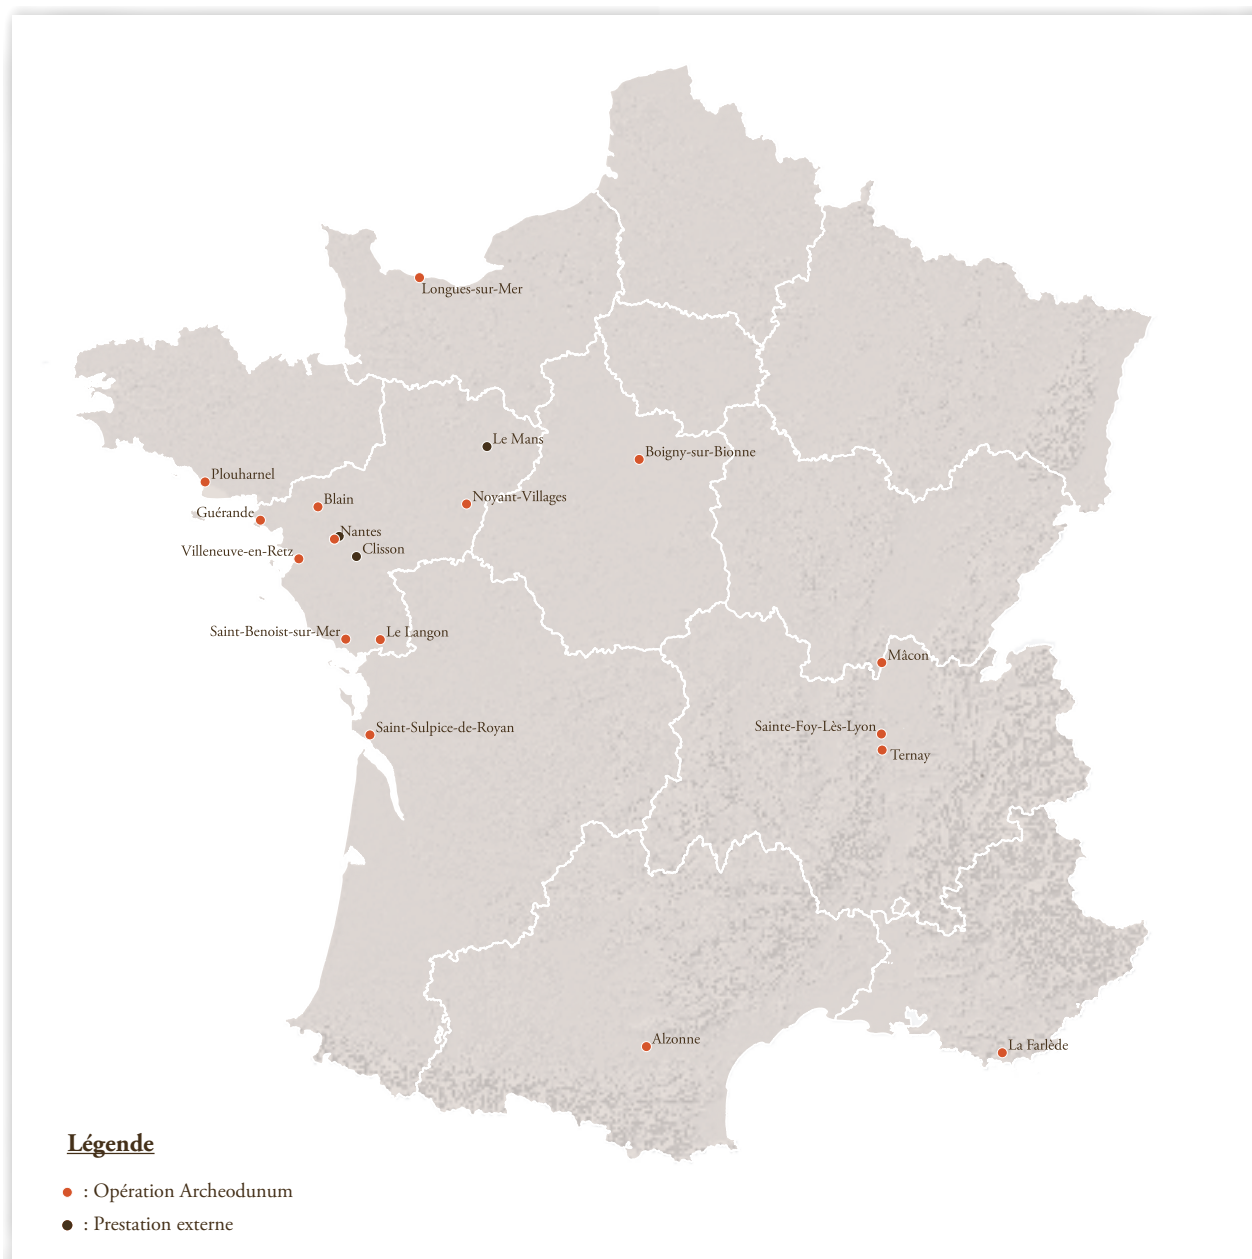 Longues-sur-Mer
Le Mans
Boigny-sur-Bionne
Plouharnel
Blain
Noyant-Villages
Guérande
Nantes
Villeneuve-en-Retz
Clisson
Saint-Benoist-sur-Mer
Le Langon
Mâcon
Saint-Sulpice-de-Royan
Sainte-Foy-Lès-Lyon
Ternay
Alzonne
La Farlède
Légende
: Opération Archeodunum
: Prestation externe